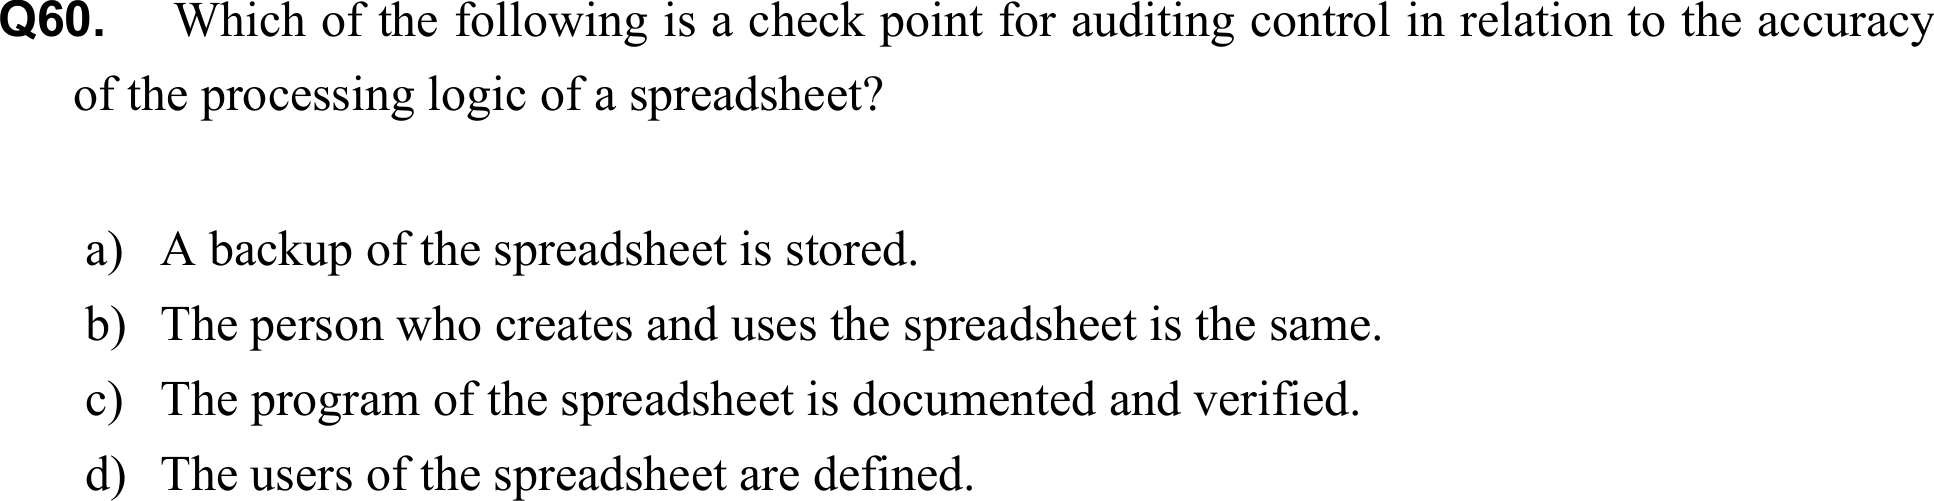 Q60. Which of the following is a check point for auditing control in relation to the accuracy
of the processing logic of a spreadsheet?
a) A backup of the spreadsheet is stored.
b) The person who creates and uses the spreadsheet is the same.
c) The program of the spreadsheet is documented and verified.
d) The users of the spreadsheet are defined.